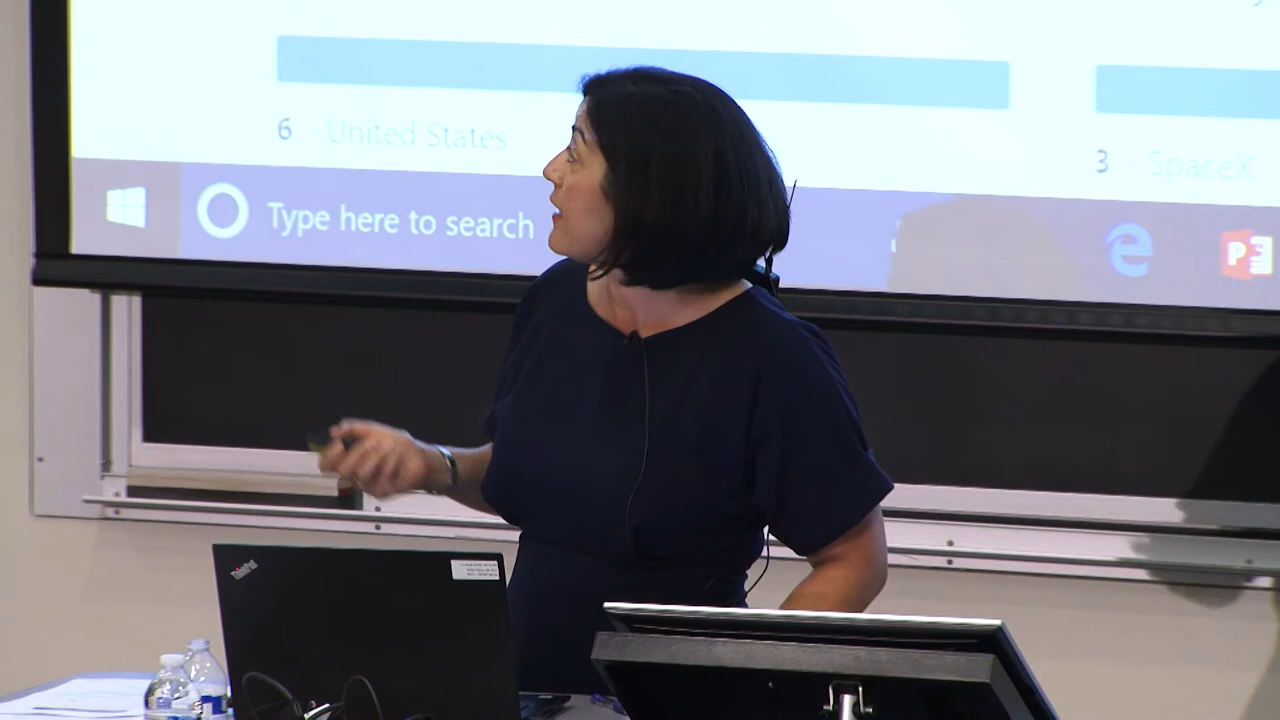 6 - United States
3 - SpaceX
Type here to search
P
ThinkPad